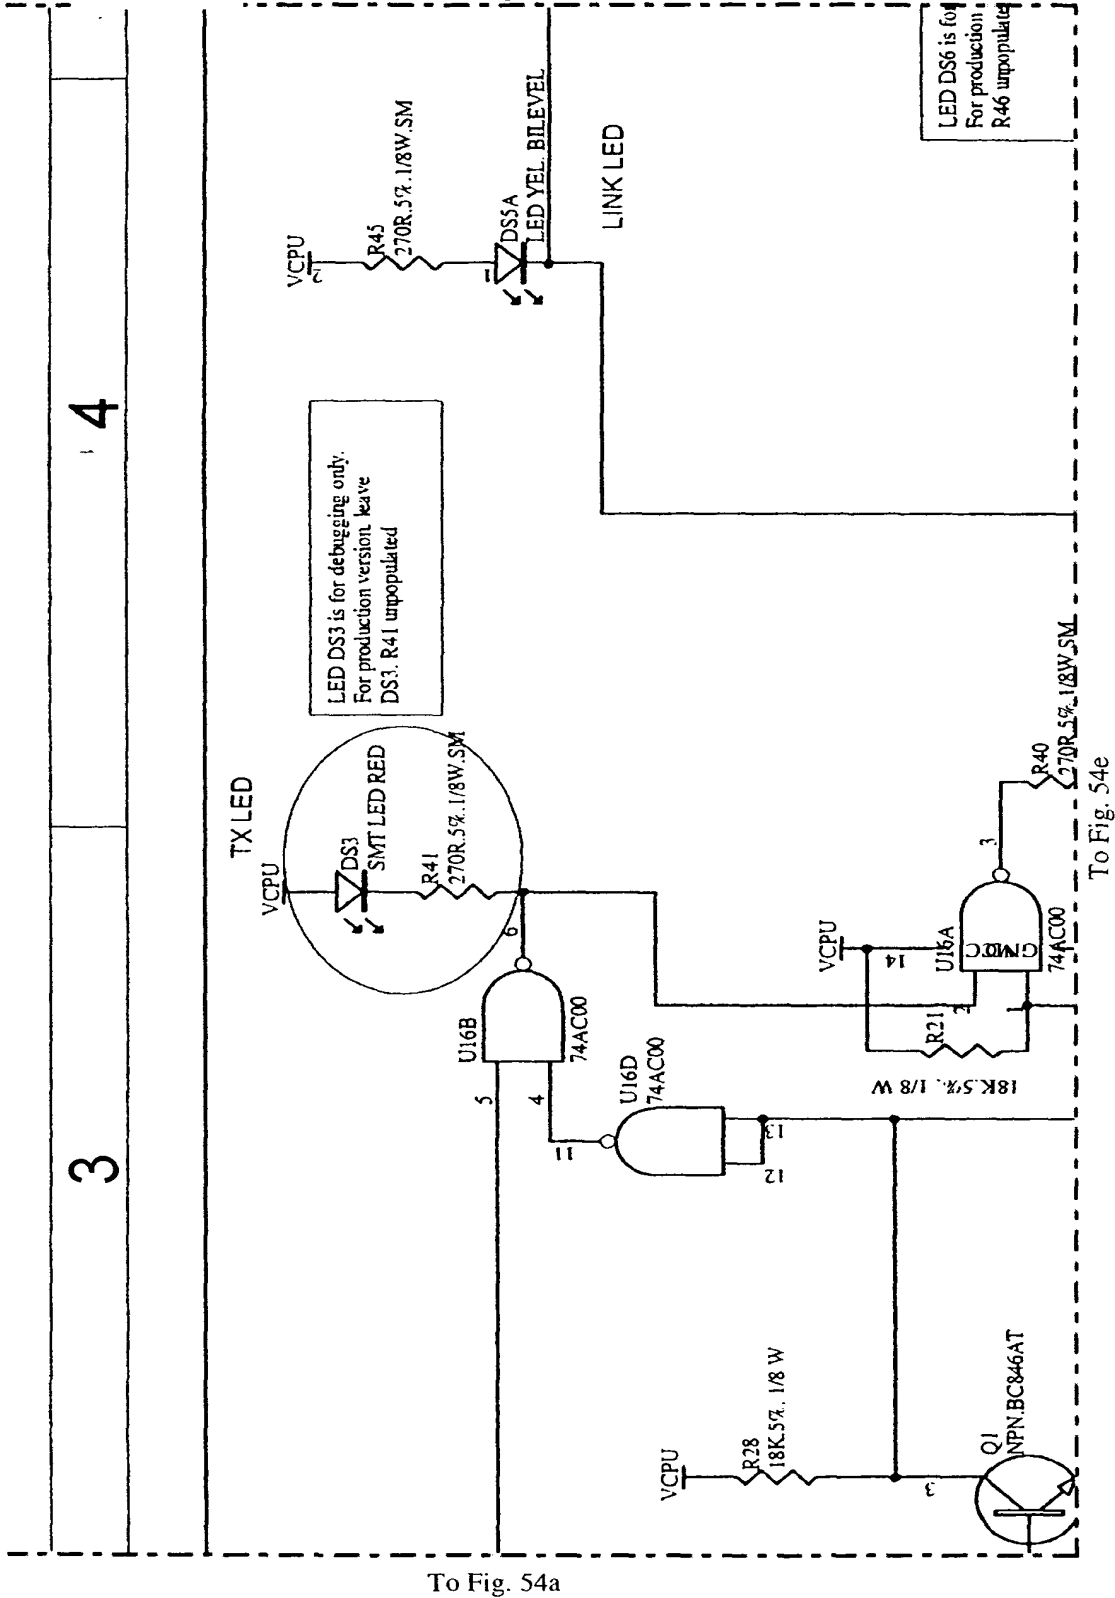 4
3
LED DS6 is for
For production
R46 unpopulate
VCPU
2
R45
270R.5%.1/8W.SM
1
DS5A
LED YEL. BILEVEL
LINK LED
LED DS3 is for debugging only.
For production version. leave
DS3. R41 unpopulated
TX LED
VCPU
DS3
SMT LED RED
R41
270R.5%.1/8W.SM
6
U16B
74AC00
5
4
U16D
74AC00
11
13
12
VCPU
14
U16A
74AC00
3
R40
270R.5%.1/8W.SM
2
R21
18K.5%., 1/8 W
VCPU
R28
18K.5%., 1/8 W
3
Q1
NPN.BC846AT
To Fig. 54e
To Fig. 54a